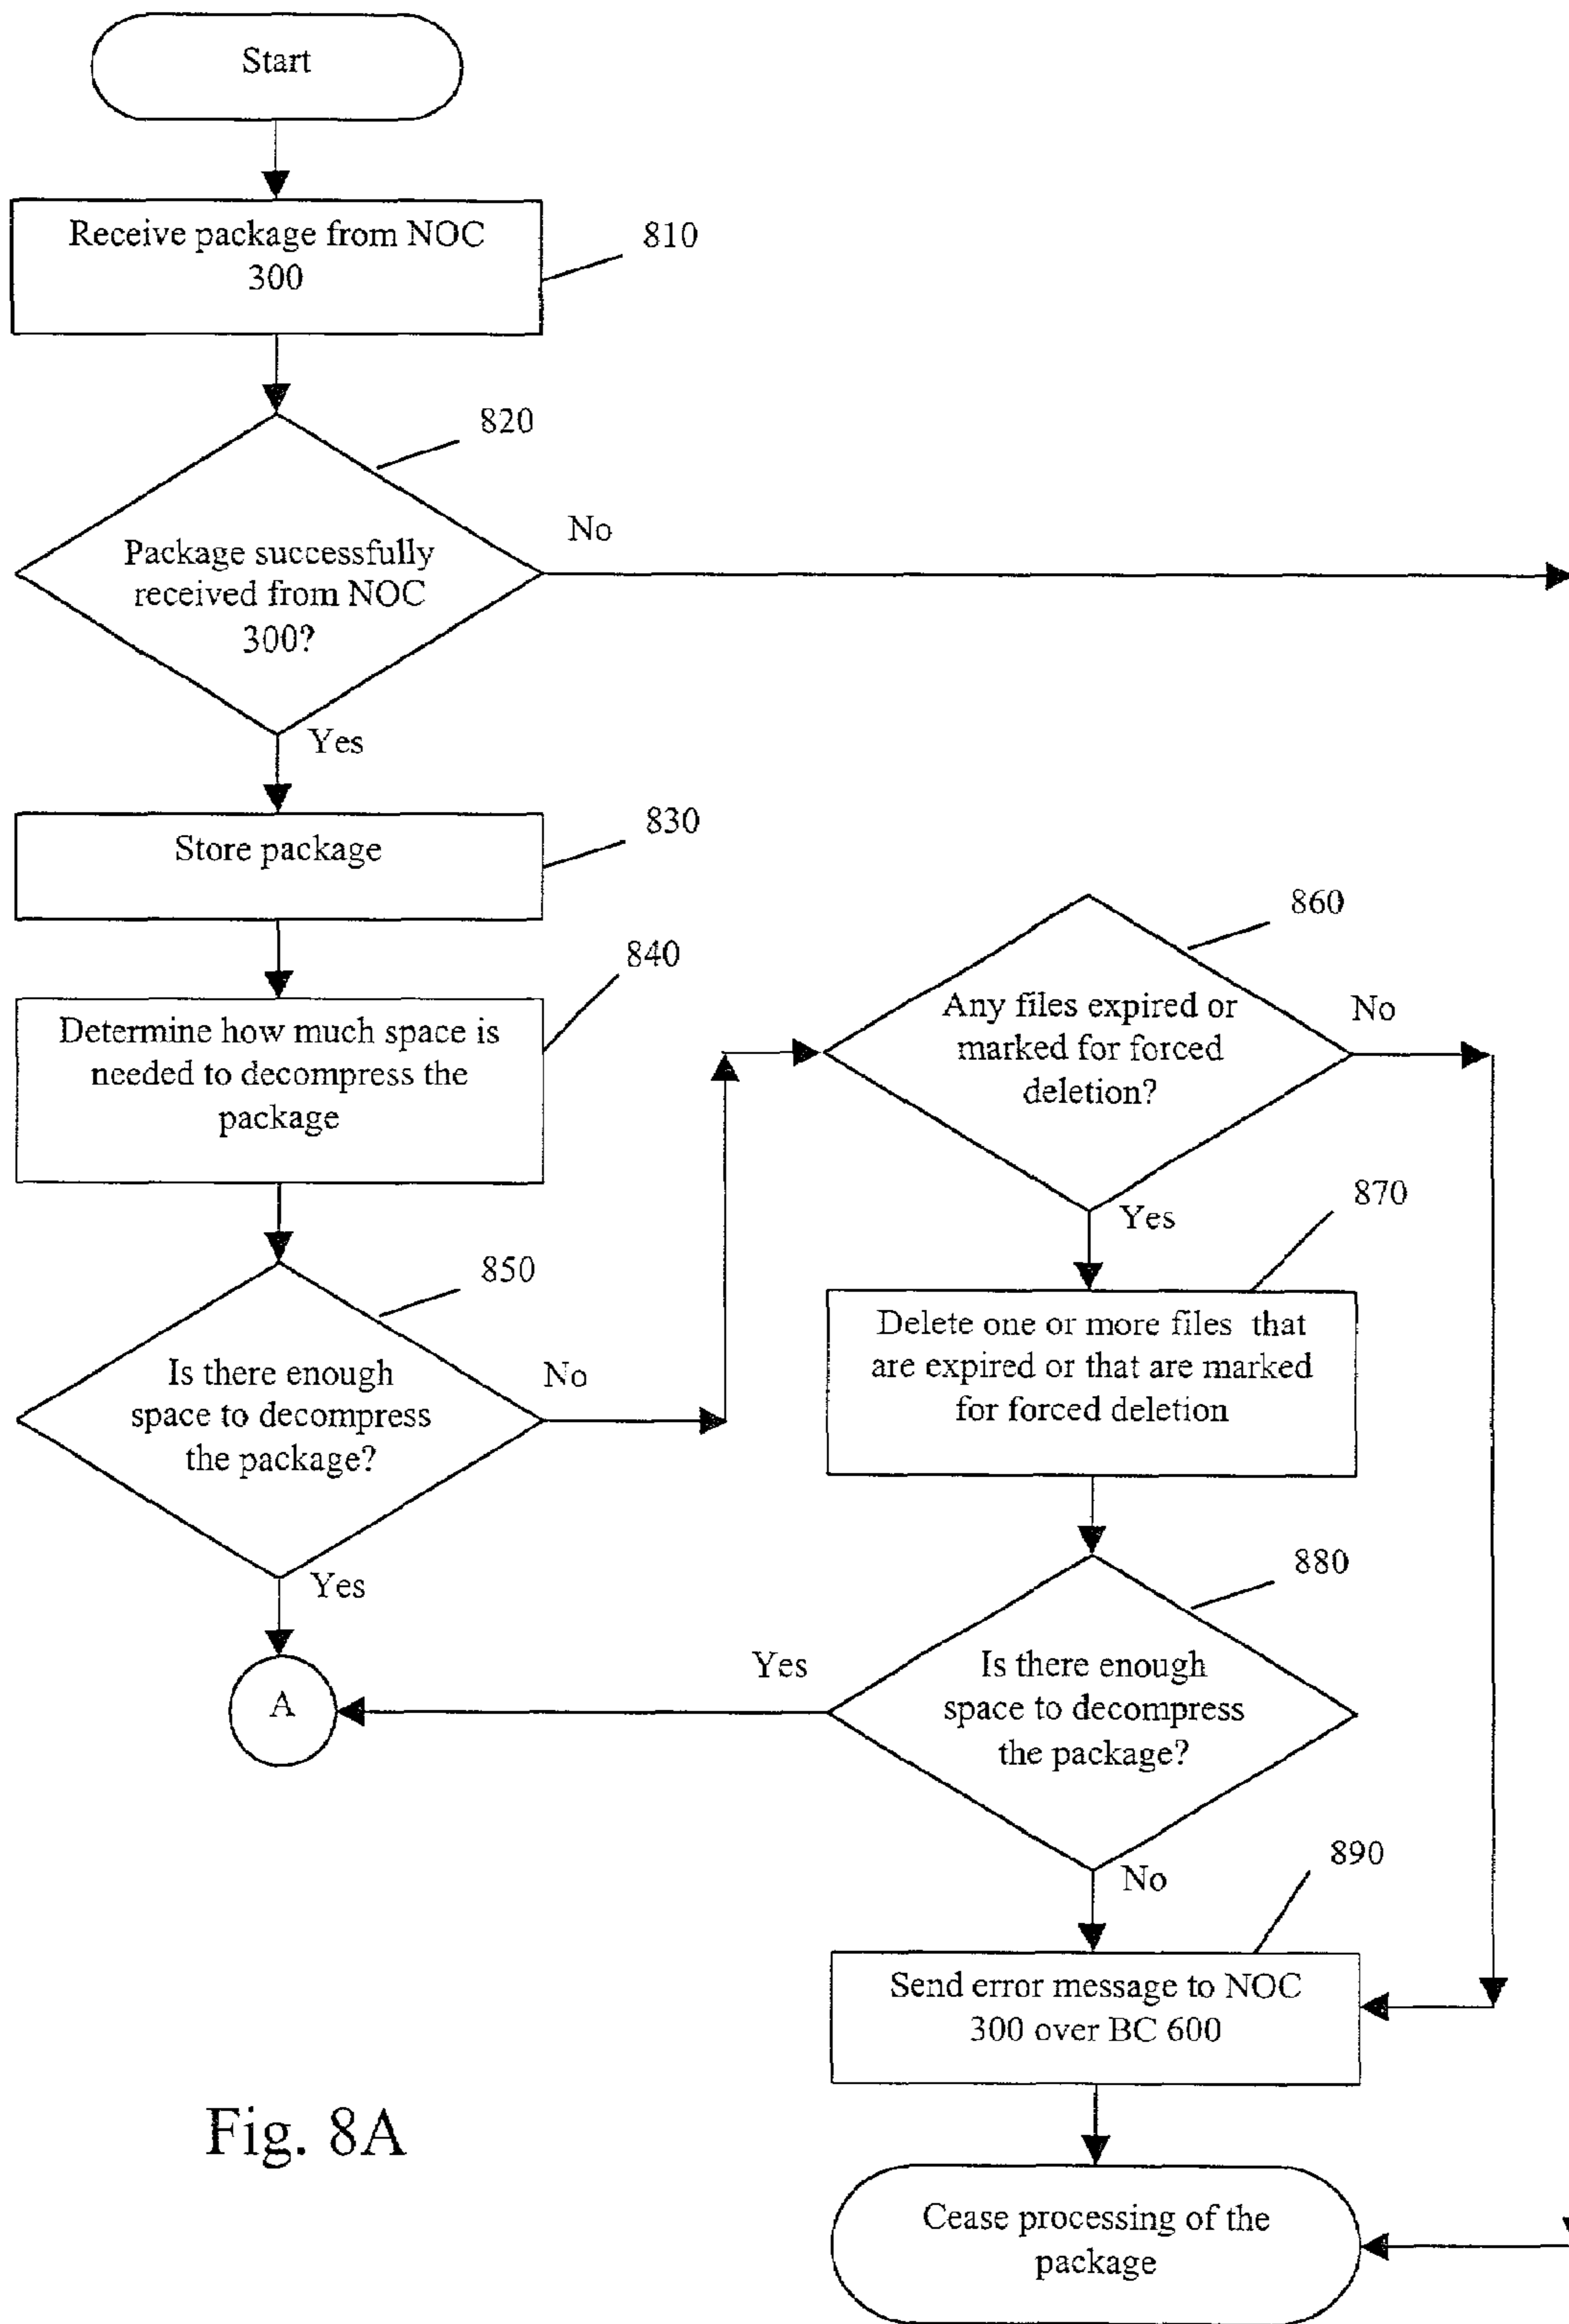 Start
Receive package from NOC
300
810
820
Package successfully
received from NOC
300?
No
Yes
Store package
830
840
Determine how much space is
needed to decompress the
package
850
Is there enough
space to decompress
the package?
No
Yes
A
860
Any files expired or
marked for forced
deletion?
No
Yes
870
Delete one or more files that
are expired or that are marked
for forced deletion
880
Is there enough
space to decompress
the package?
Yes
No
890
Send error message to NOC
300 over BC 600
Cease processing of the
package
Fig. 8A